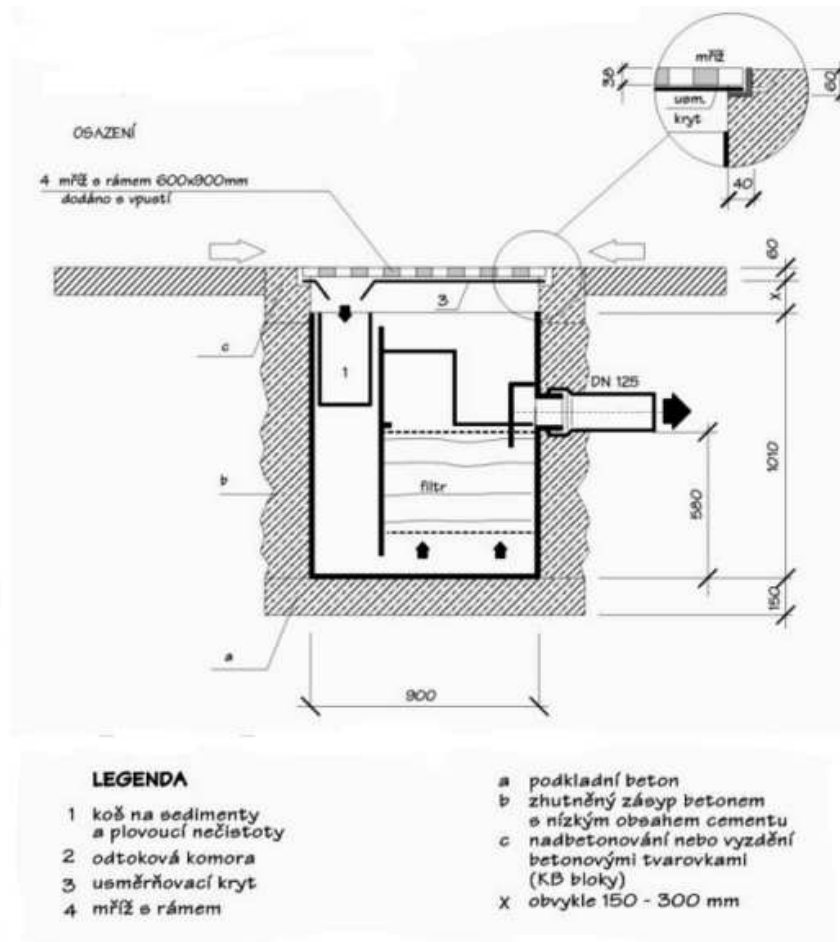 mříž
38
60
usm.
kryt
40
OSAZENÍ
4 mříž s rámem 600x900mm
dodáno s vpustí
60
X
3
c
1
DN 125
b
filtr
580
1010
150
a
900
LEGENDA
1 koš na sedimenty
a plovoucí nečistoty
2 odtoková komora
3 usměrňovací kryt
4 mříž s rámem
a podkladní beton
b zhutněný zásyp betonem
s nízkým obsahem cementu
c nadbetonování nebo vyzdění
betonovými tvarovkami
(KB bloky)
X obvykle 150 - 300 mm